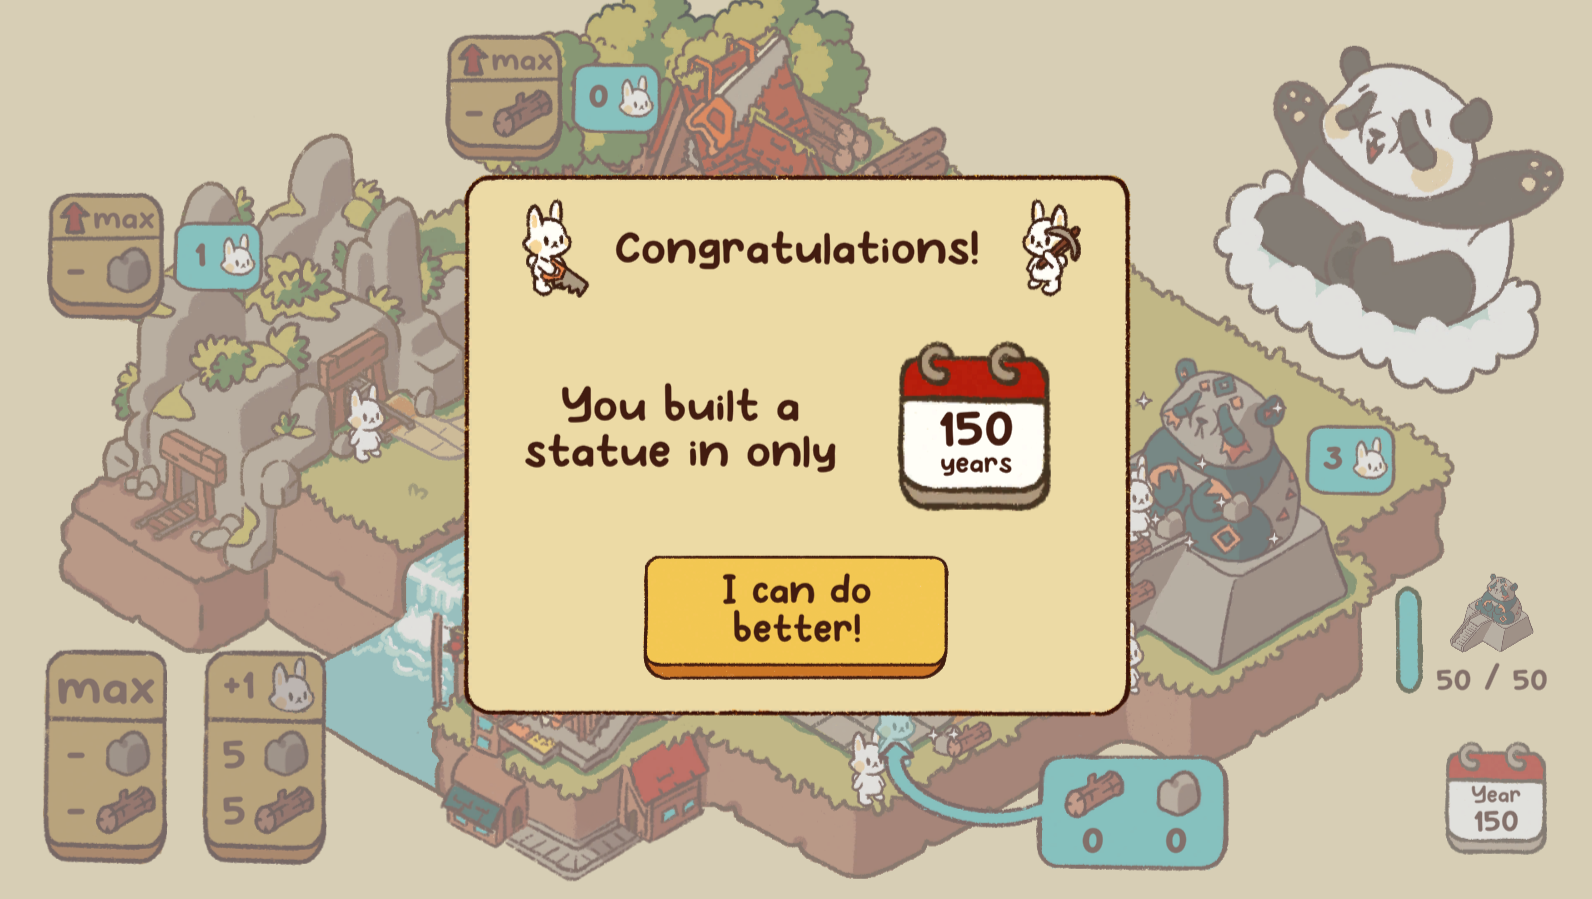 max
-
0
max
-
1
Congratulations!
You built a
statue in only
150
years
I can do
better!
3
50 / 50
max
-
-
+1
5
5
0 0
Year
150